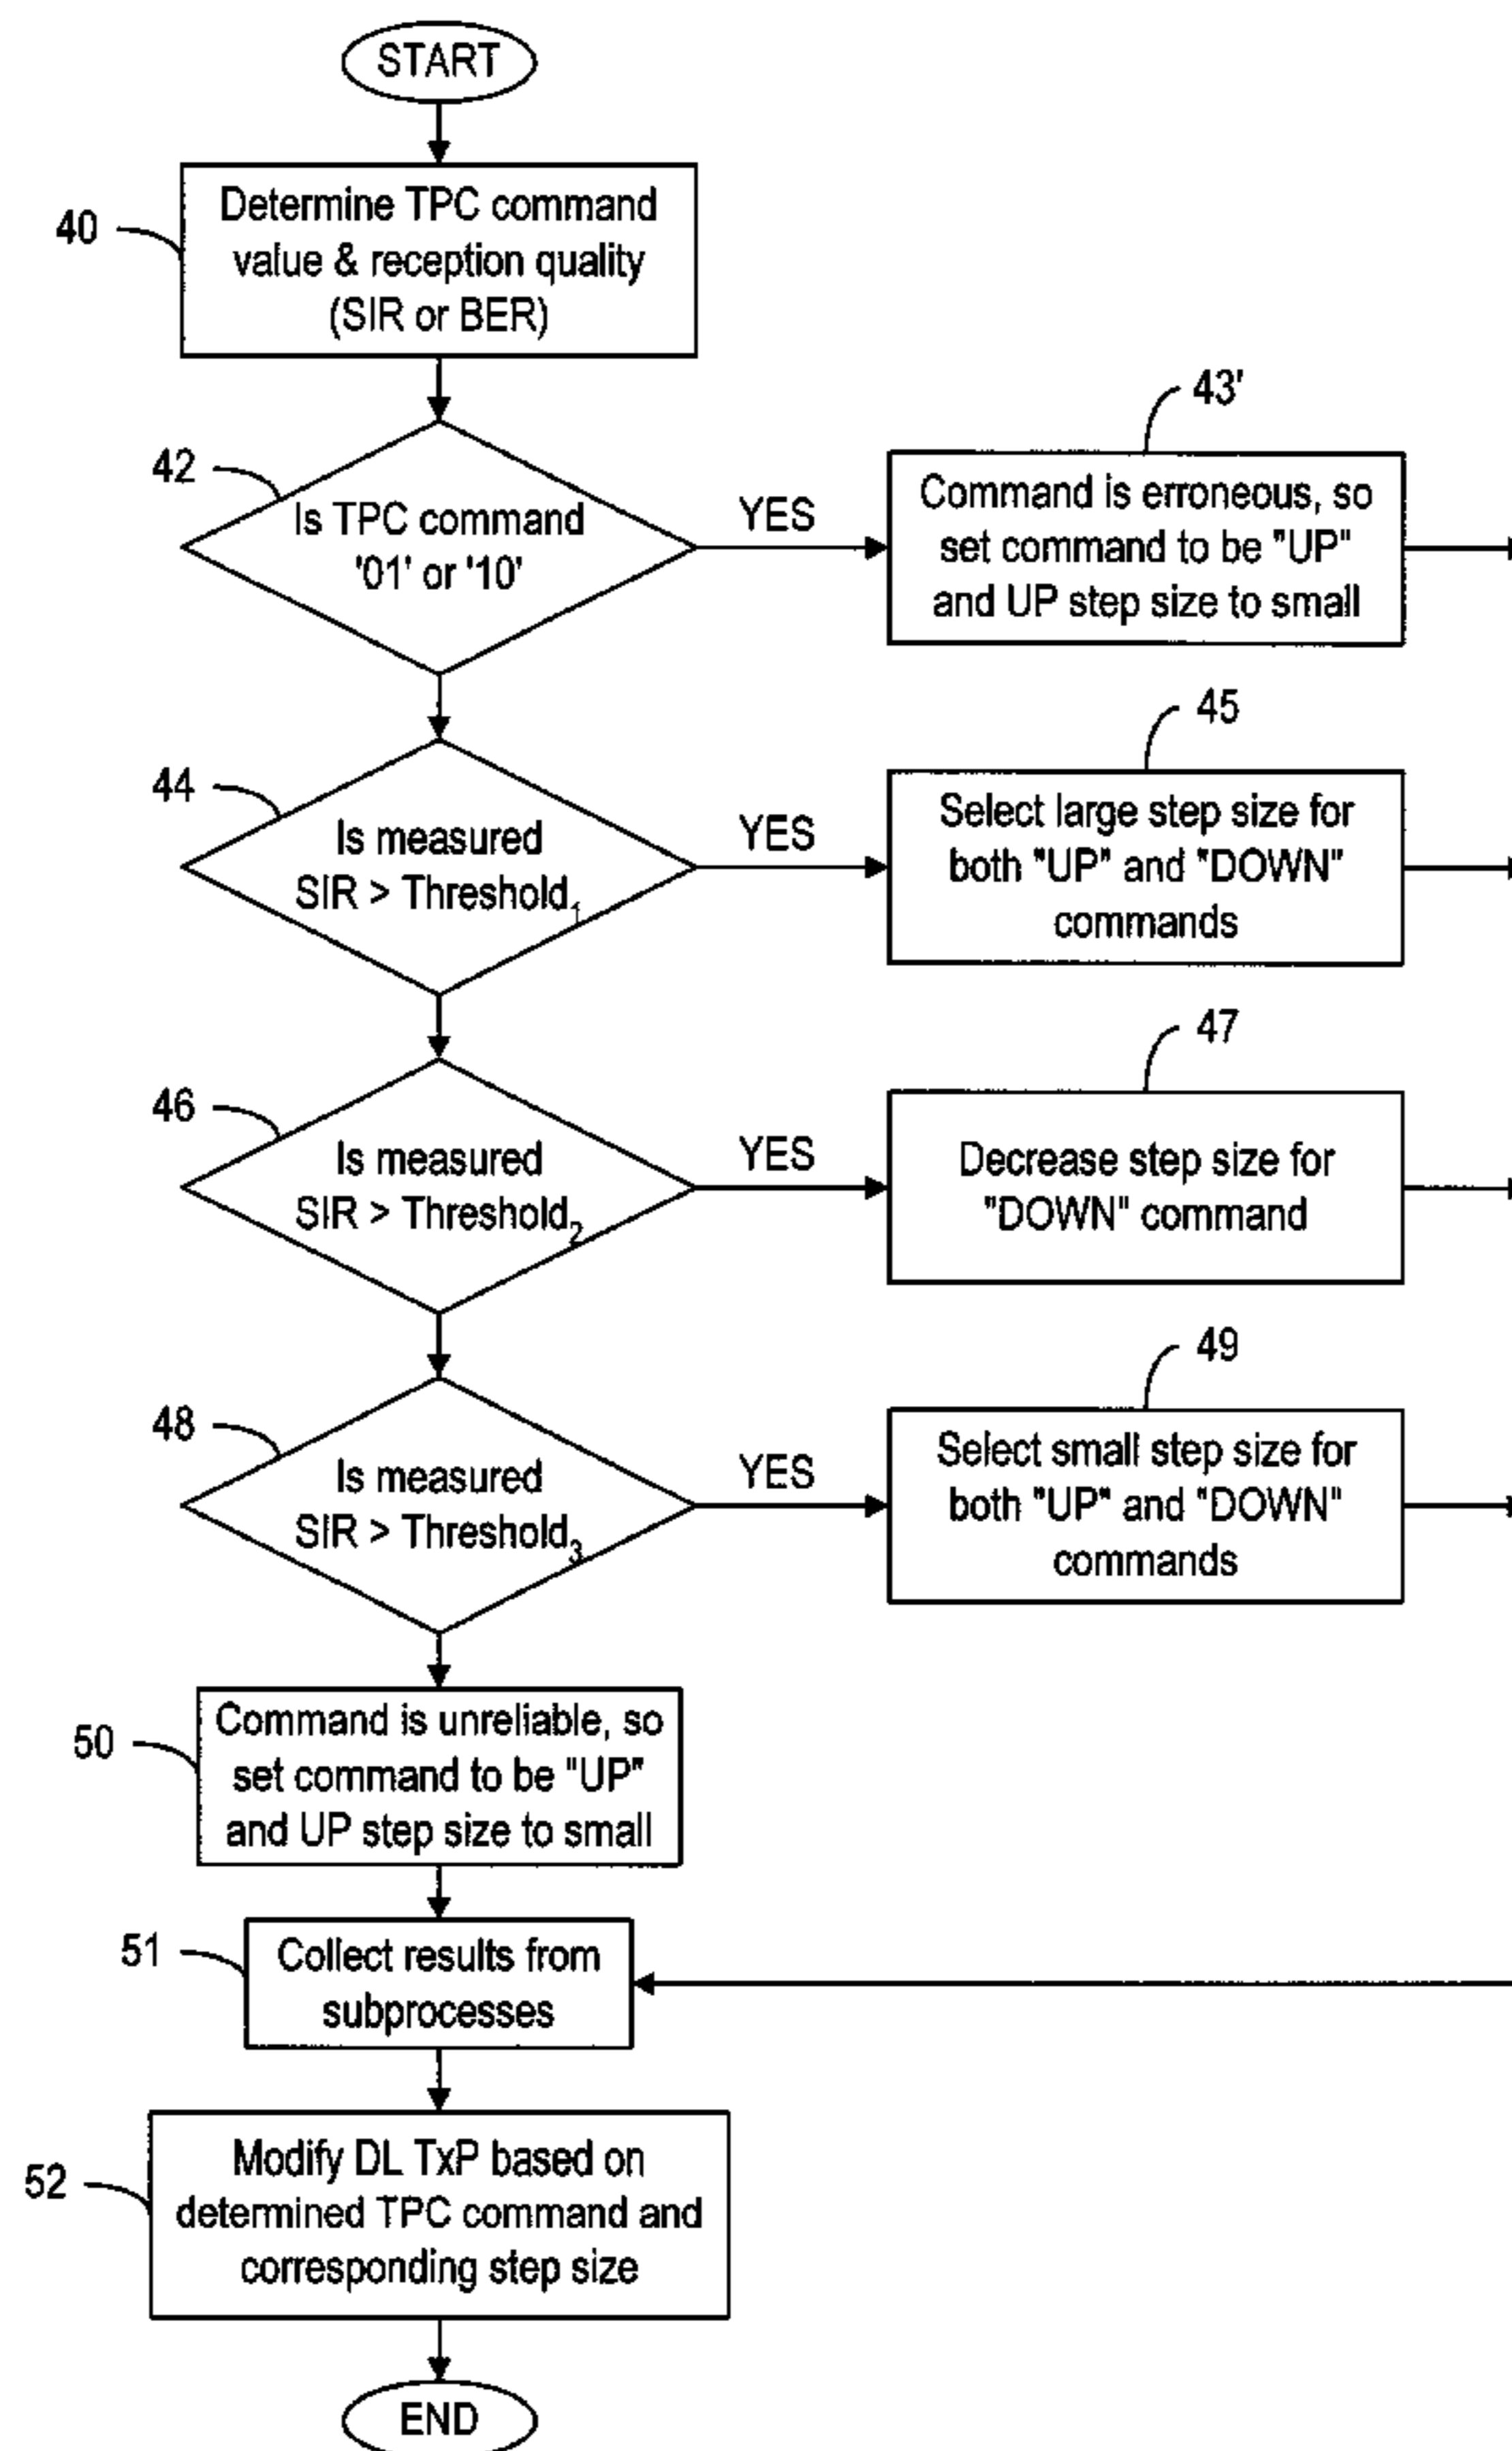 START
40
Determine TPC command
value & reception quality
(SIR or BER)
42
Is TPC command
'01' or '10'
YES
43'
Command is erroneous, so
set command to be "UP"
and UP step size to small
44
Is measured
SIR > Threshold₁
YES
45
Select large step size for
both "UP" and "DOWN"
commands
46
Is measured
SIR > Threshold₂
YES
47
Decrease step size for
"DOWN" command
48
Is measured
SIR > Threshold₃
YES
49
Select small step size for
both "UP" and "DOWN"
commands
50
Command is unreliable, so
set command to be "UP"
and UP step size to small
51
Collect results from
subprocesses
52
Modify DL TxP based on
determined TPC command and
corresponding step size
END